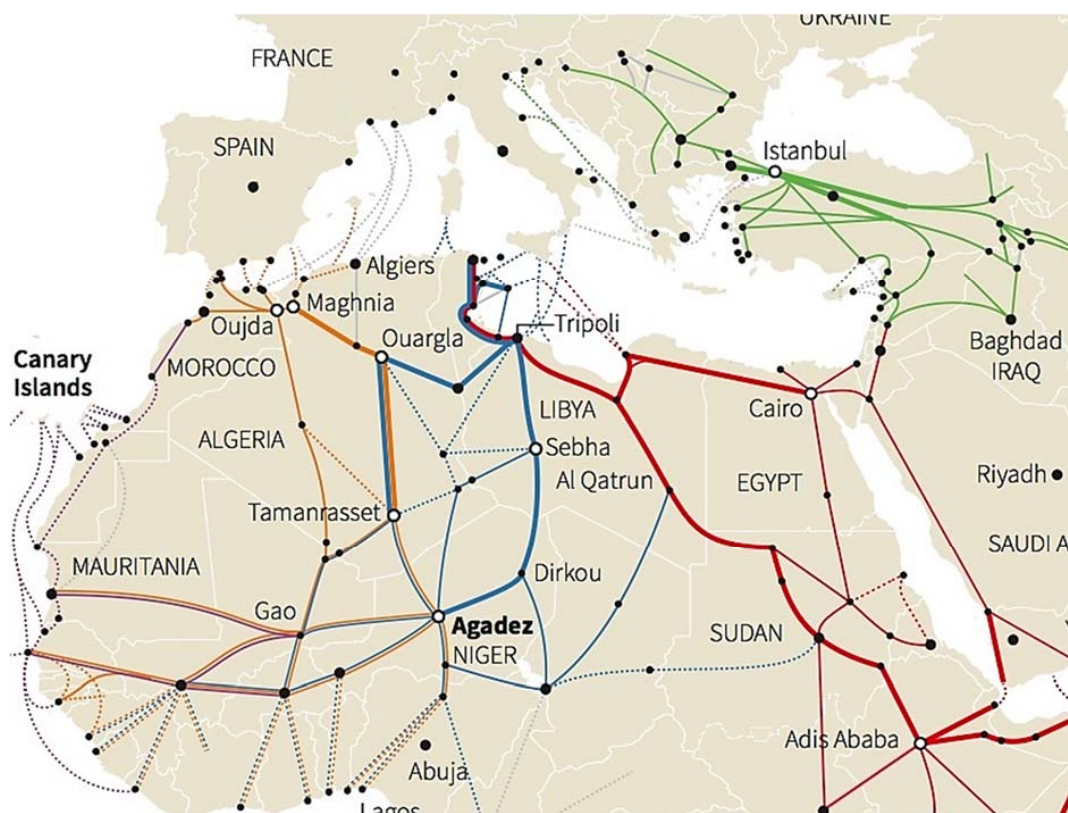 UKRAINE
FRANCE
SPAIN
Istanbul
Algiers
Maghnia
Oujda
Ouargla
Tripoli
Baghdad
IRAQ
Canary
Islands
MOROCCO
LIBYA
Cairo
ALGERIA
Sebha
Al Qatrun
EGYPT
Riyadh
Tamanrasset
SAUDI A
MAURITANIA
Dirkou
Gao
Agadez
NIGER
SUDAN
Adis Ababa
Abuja
Lagos